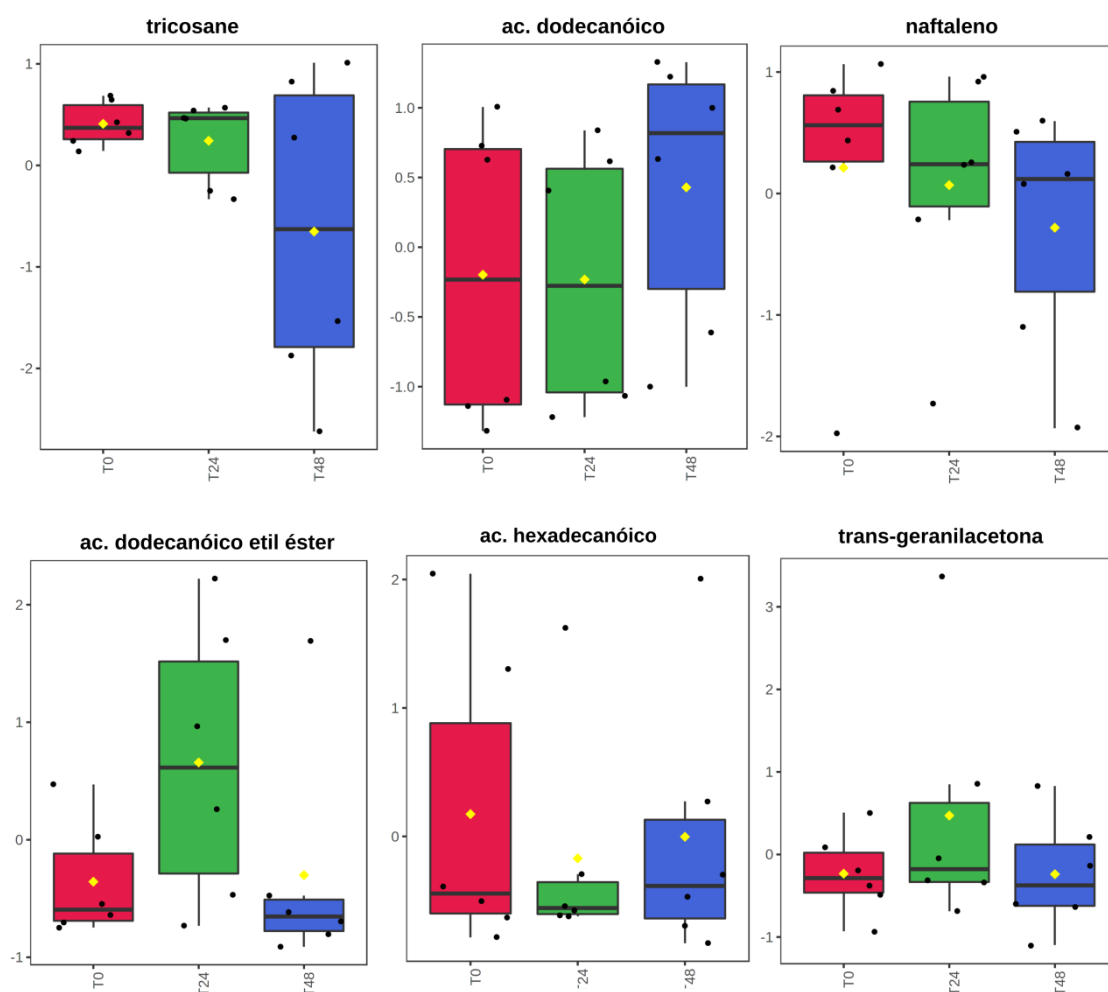 tricosane
ac. dodecanóico
naftaleno
1
0
-1
-2
T0
T24
T48
1.0
0.5
0.0
-0.5
-1.0
T0
T24
T48
1
0
-1
-2
T0
T24
T48
ac. dodecanóico etil éster
ac. hexadecanóico
trans-geranilacetona
2
1
0
-1
T0
T24
T48
2
1
0
T0
T24
T48
3
2
1
0
-1
T0
T24
T48